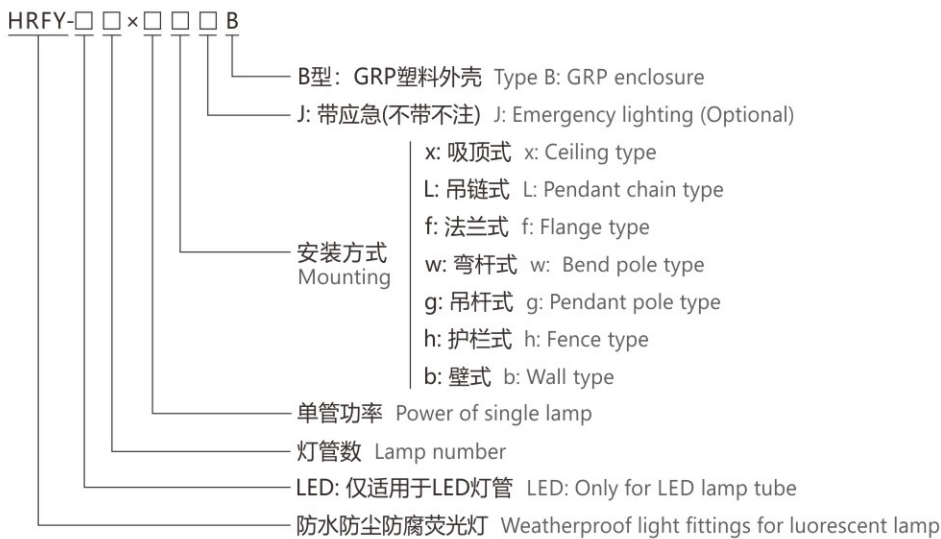 HRFY-□ □ × □ □ □ B
B型：GRP塑料外壳 Type B: GRP enclosure
J: 带应急(不带不注) J: Emergency lighting (Optional)
x: 吸顶式 x: Ceiling type
L: 吊链式 L: Pendant chain type
f: 法兰式 f: Flange type
安装方式
Mounting
w: 弯杆式 w: Bend pole type
g: 吊杆式 g: Pendant pole type
h: 护栏式 h: Fence type
b: 壁式 b: Wall type
单管功率 Power of single lamp
灯管数 Lamp number
LED: 仅适用于LED灯管 LED: Only for LED lamp tube
防水防尘防腐荧光灯 Weatherproof light fittings for luorescent lamp